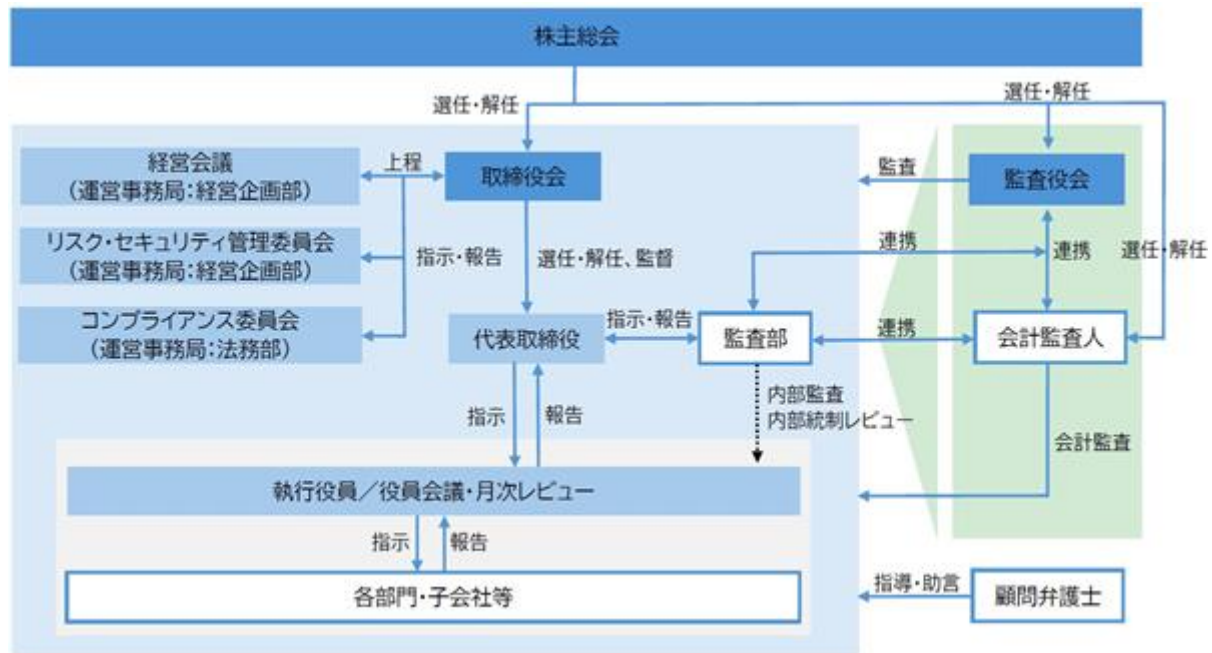 株主総会
選任・解任
選任・解任
経営会議
(運営事務局:経営企画部)
上程
取締役会
監査
監査役会
リスク・セキュリティ管理委員会
(運営事務局:経営企画部)
指示・報告
選任・解任、監督
連携
連携
選任・解任
コンプライアンス委員会
(運営事務局:法務部)
代表取締役
指示・報告
監査部
連携
会計監査人
内部監査
内部統制レビュー
指示
報告
会計監査
執行役員／役員会議・月次レビュー
指示
報告
各部門・子会社等
指導・助言
顧問弁護士